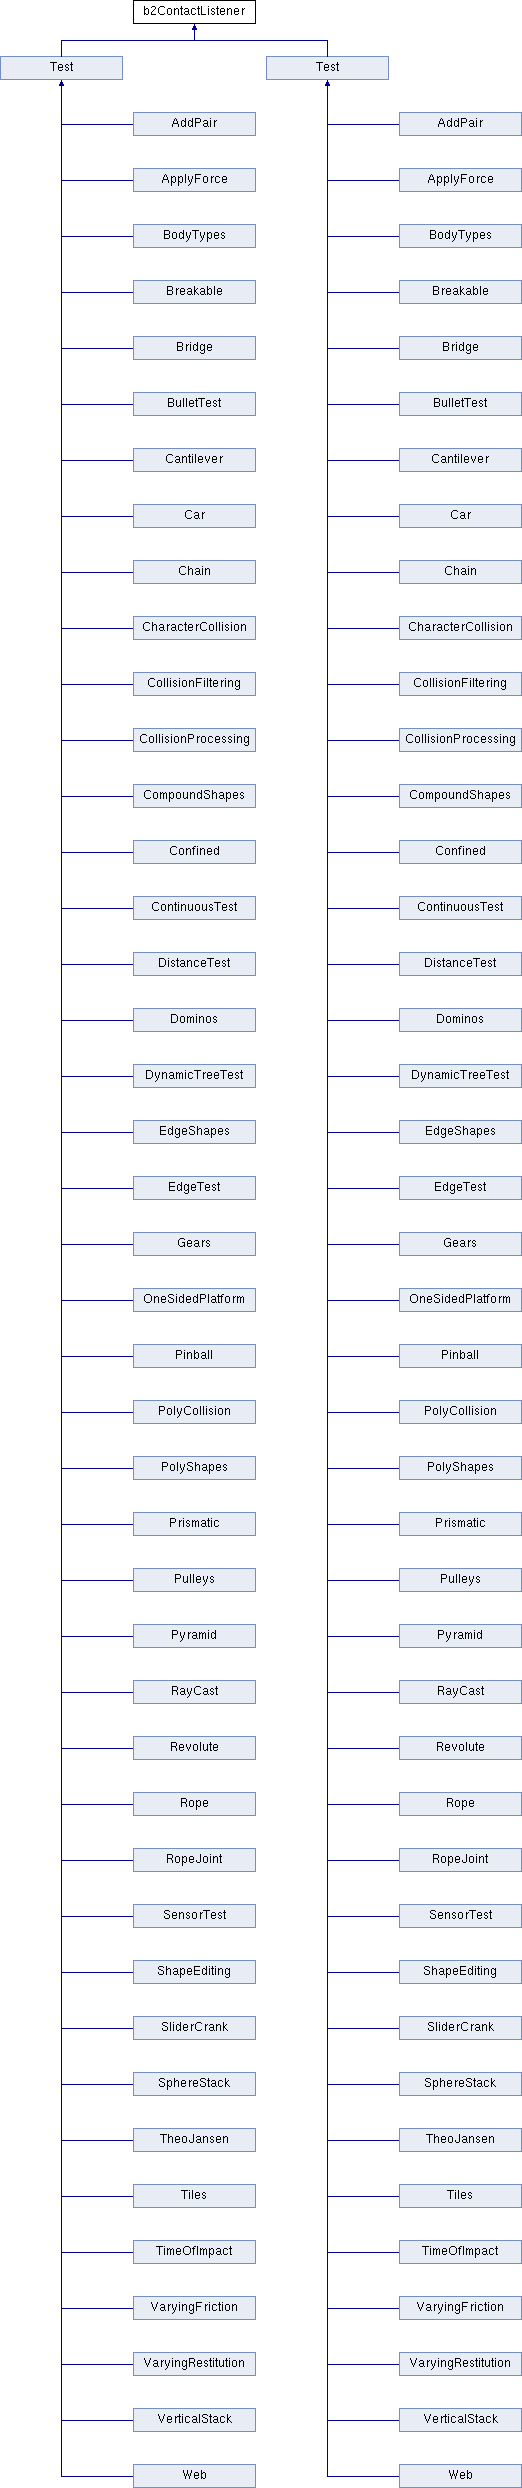 b2ContactListener
Test Test
AddPair AddPair
ApplyForce ApplyForce
BodyTypes BodyTypes
Breakable Breakable
Bridge Bridge
BulletTest BulletTest
Cantilever Cantilever
Car Car
Chain Chain
CharacterCollision CharacterCollision
CollisionFiltering CollisionFiltering
CollisionProcessing CollisionProcessing
CompoundShapes CompoundShapes
Confined Confined
ContinuousTest ContinuousTest
DistanceTest DistanceTest
Dominos Dominos
DynamicTreeTest DynamicTreeTest
EdgeShapes EdgeShapes
EdgeTest EdgeTest
Gears Gears
OneSidedPlatform OneSidedPlatform
Pinball Pinball
PolyCollision PolyCollision
PolyShapes PolyShapes
Prismatic Prismatic
Pulleys Pulleys
Pyramid Pyramid
RayCast RayCast
Revolute Revolute
Rope Rope
RopeJoint RopeJoint
SensorTest SensorTest
ShapeEditing ShapeEditing
SliderCrank SliderCrank
SphereStack SphereStack
TheoJansen TheoJansen
Tiles Tiles
TimeOfImpact TimeOfImpact
VaryingFriction VaryingFriction
VaryingRestitution VaryingRestitution
VerticalStack VerticalStack
Web Web